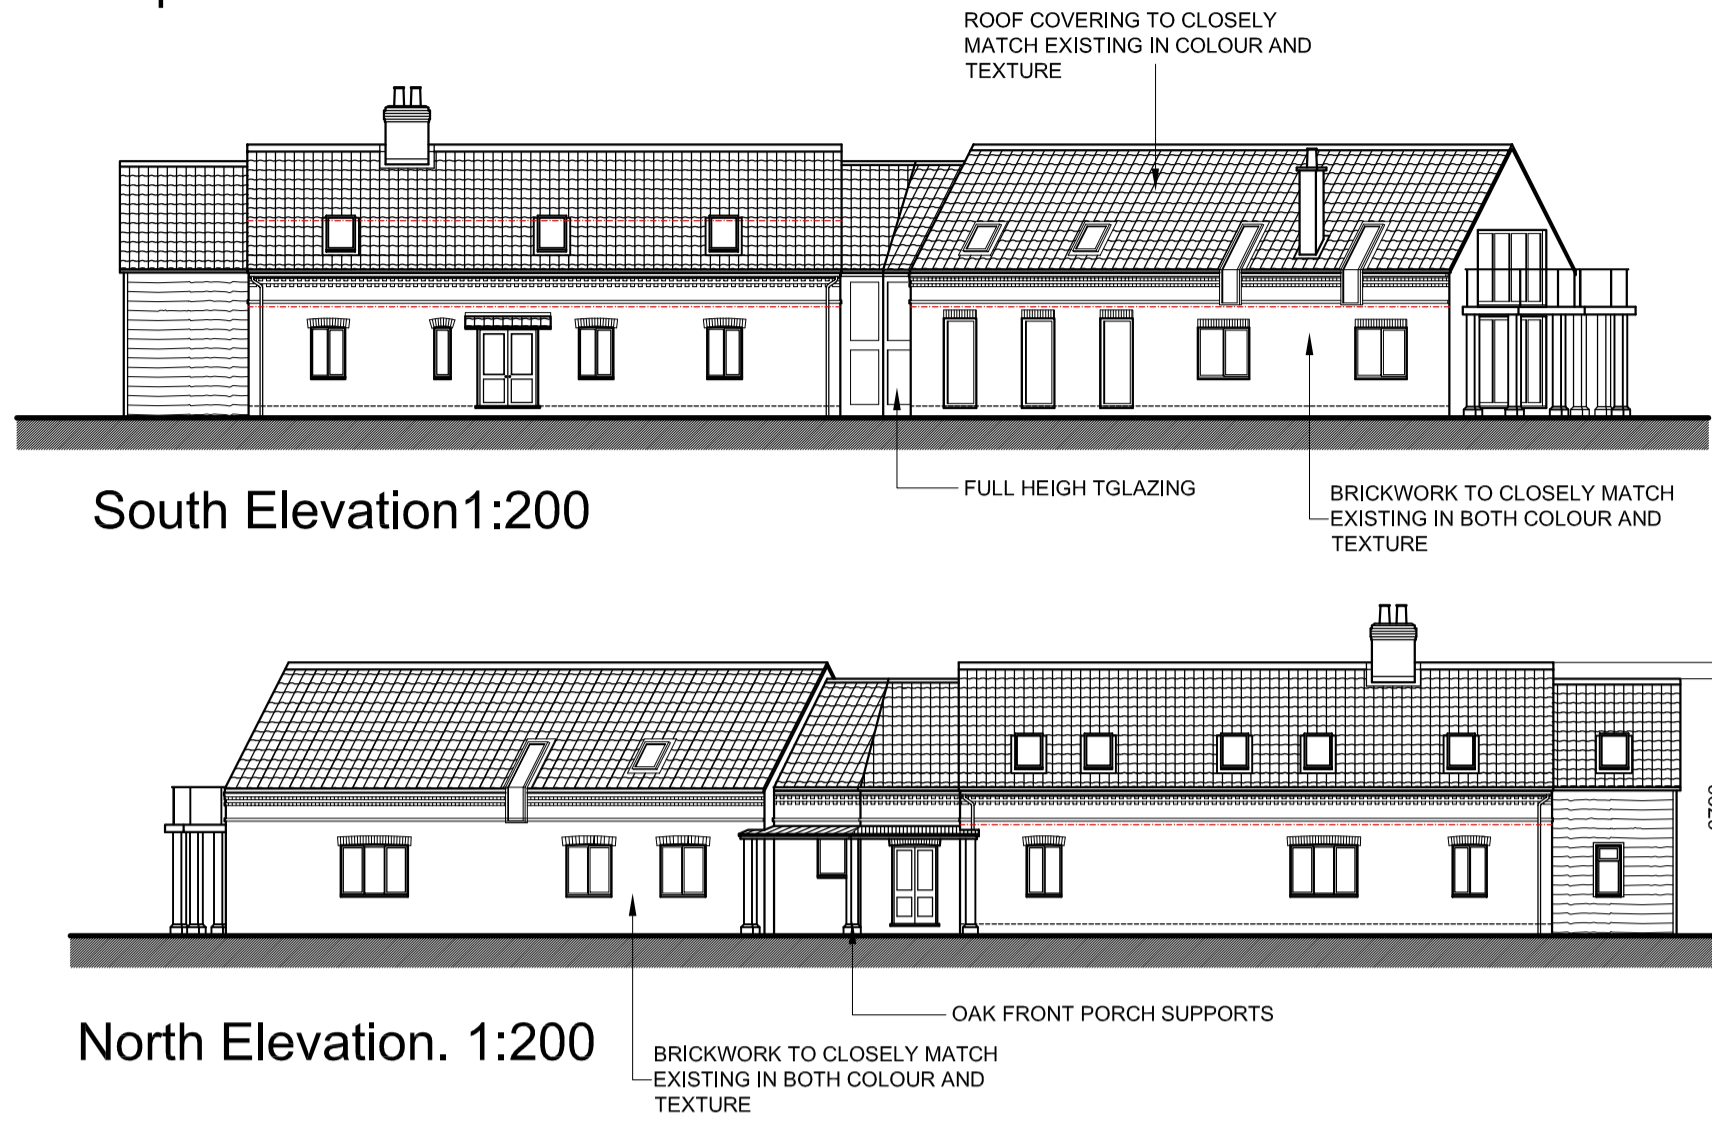 ROOF COVERING TO CLOSELY
MATCH EXISTING IN COLOUR AND
TEXTURE
FULL HEIGH TGLAZING
BRICKWORK TO CLOSELY MATCH
EXISTING IN BOTH COLOUR AND
TEXTURE
South Elevation1:200
OAK FRONT PORCH SUPPORTS
North Elevation. 1:200
BRICKWORK TO CLOSELY MATCH
EXISTING IN BOTH COLOUR AND
TEXTURE